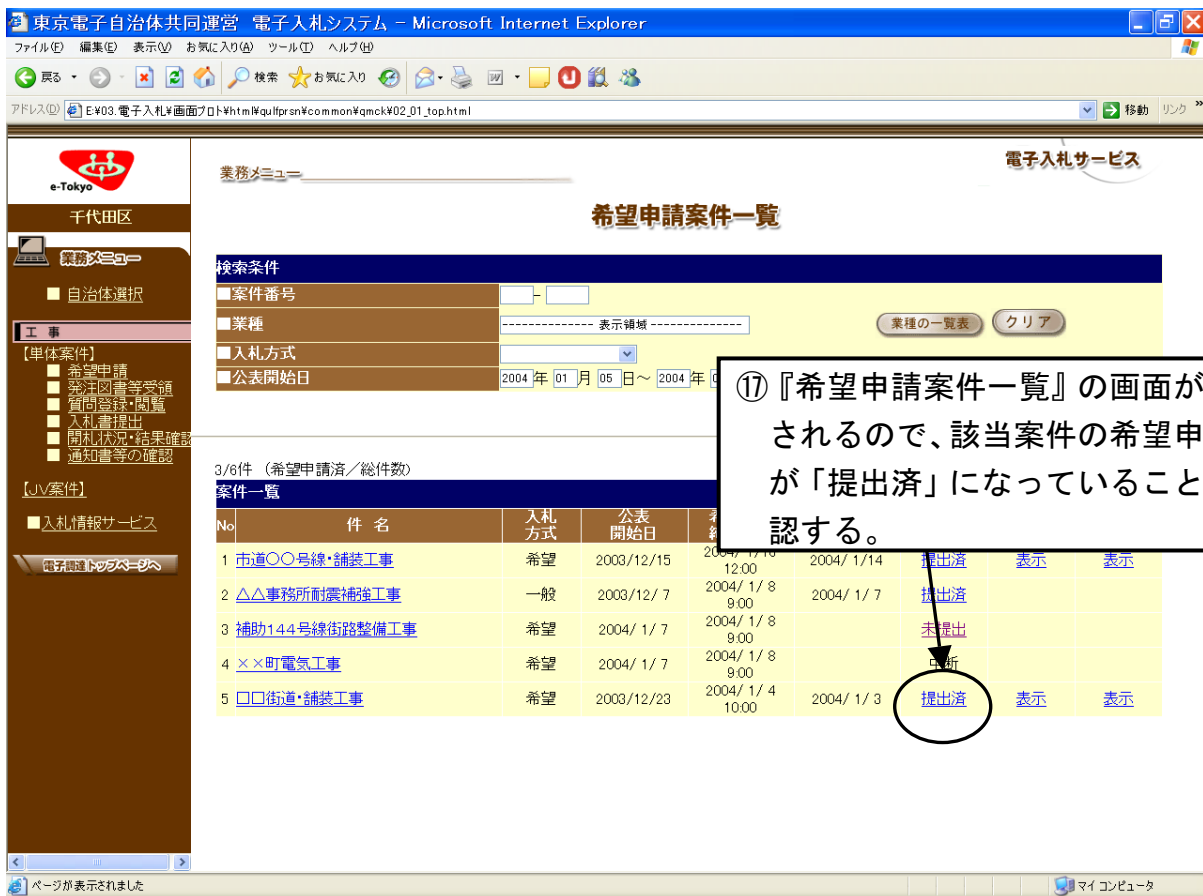 東京電子自治体共同運営 電子入札システム - Microsoft Internet Explorer
ファイル(F) 編集(E) 表示(V) お気に入り(A) ツール(T) ヘルプ(H)
戻る 検索 お気に入り
アドレス(D) E:¥03.電子入札¥画面プロト¥html¥qulfprsn¥common¥qmck¥02_01_top.html 移動 リンク »
e-Tokyo
千代田区
業務メニュー
■ 自治体選択
工 事
【単体案件】
■ 希望申請
■ 発注図書等受領
■ 質問登録・閲覧
■ 入札書提出
■ 開札状況・結果確認
■ 通知書等の確認
【JV案件】
■入札情報サービス
電子調達トップページへ
業務メニュー
電子入札サービス
希望申請案件一覧
検索条件
■案件番号 -
■業種 -------------- 表示領域 -------------- 業種の一覧表 クリア
■入札方式
■公表開始日 2004 年 01 月 05 日～ 2004 年
⑰『希望申請案件一覧』の画面が
されるので、該当案件の希望申
が「提出済」になっていること
認する。
3/6件 （希望申請済／総件数）
案件一覧
No 件 名 入札方式 公表開始日
1 市道〇〇号線・舗装工事 希望 2003/12/15 12:00 2004/ 1/14 提出済 表示 表示
2 △△事務所耐震補強工事 一般 2003/12/ 7 2004/ 1/ 8 9:00 2004/ 1/ 7 提出済
3 補助144号線街路整備工事 希望 2004/ 1/ 7 2004/ 1/ 8 9:00 未提出
4 ××町電気工事 希望 2004/ 1/ 7 2004/ 1/ 8 9:00 中断
5 □□街道・舗装工事 希望 2003/12/23 2004/ 1/ 4 10:00 2004/ 1/ 3 提出済 表示 表示
ページが表示されました マイ コンピュータ